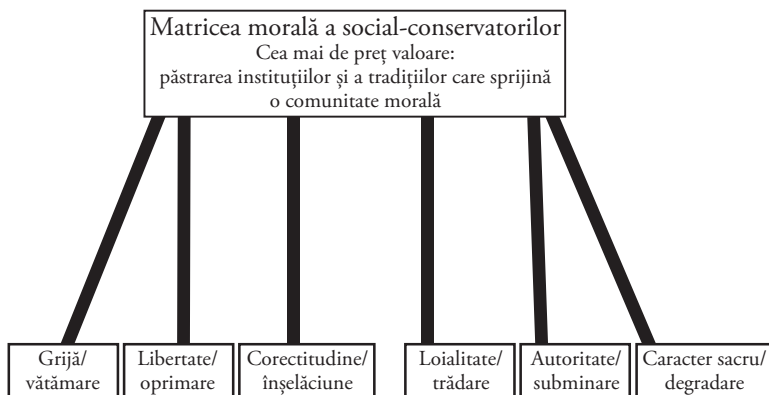 Matricea morală a social-conservatorilor
Cea mai de preț valoare:
păstrarea instituțiilor și a tradițiilor care sprijină
o comunitate morală
Grijă/
vătămare
Libertate/
oprimare
Corectitudine/
înșelăciune
Loialitate/
trădare
Autoritate/
subminare
Caracter sacru/
degradare